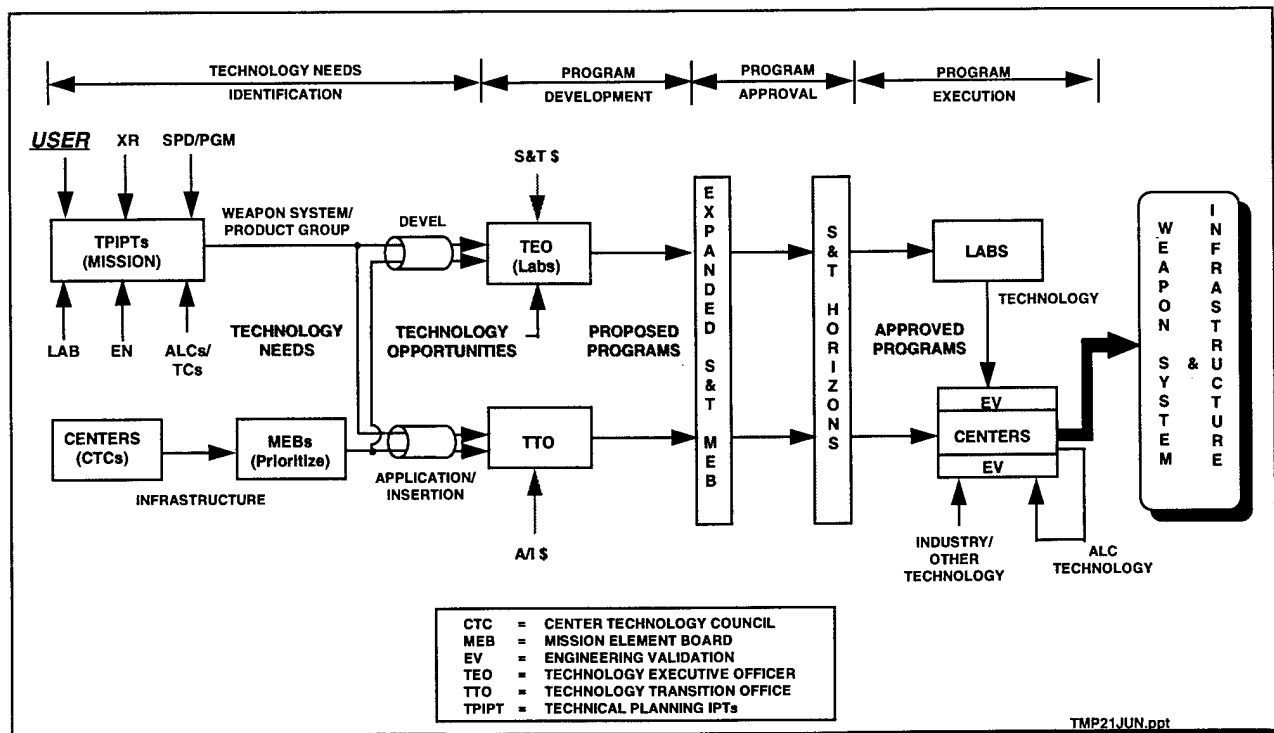 TECHNOLOGY NEEDS
IDENTIFICATION
PROGRAM
DEVELOPMENT
PROGRAM
APPROVAL
PROGRAM
EXECUTION
USER
XR
SPD/PGM
S&T $
WEAPON SYSTEM/
PRODUCT GROUP
DEVEL
TPIPTs
(MISSION)
TEO
(Labs)
LABS
TECHNOLOGY
LAB
EN
ALCs/
TCs
TECHNOLOGY
NEEDS
TECHNOLOGY
OPPORTUNITIES
PROPOSED
PROGRAMS
EXPANDED S&T MEB
S&T HORIZONS
APPROVED
PROGRAMS
WEAPON SYSTEM
&
INFRASTRUCTURE
CENTERS
(CTCs)
MEBs
(Prioritize)
TTO
EV
CENTERS
EV
INFRASTRUCTURE
APPLICATION/
INSERTION
A/I $
INDUSTRY/
OTHER
TECHNOLOGY
ALC
TECHNOLOGY
CTC = CENTER TECHNOLOGY COUNCIL
MEB = MISSION ELEMENT BOARD
EV = ENGINEERING VALIDATION
TEO = TECHNOLOGY EXECUTIVE OFFICER
TTO = TECHNOLOGY TRANSITION OFFICE
TPIPT = TECHNICAL PLANNING IPTs
TMP21JUN.ppt